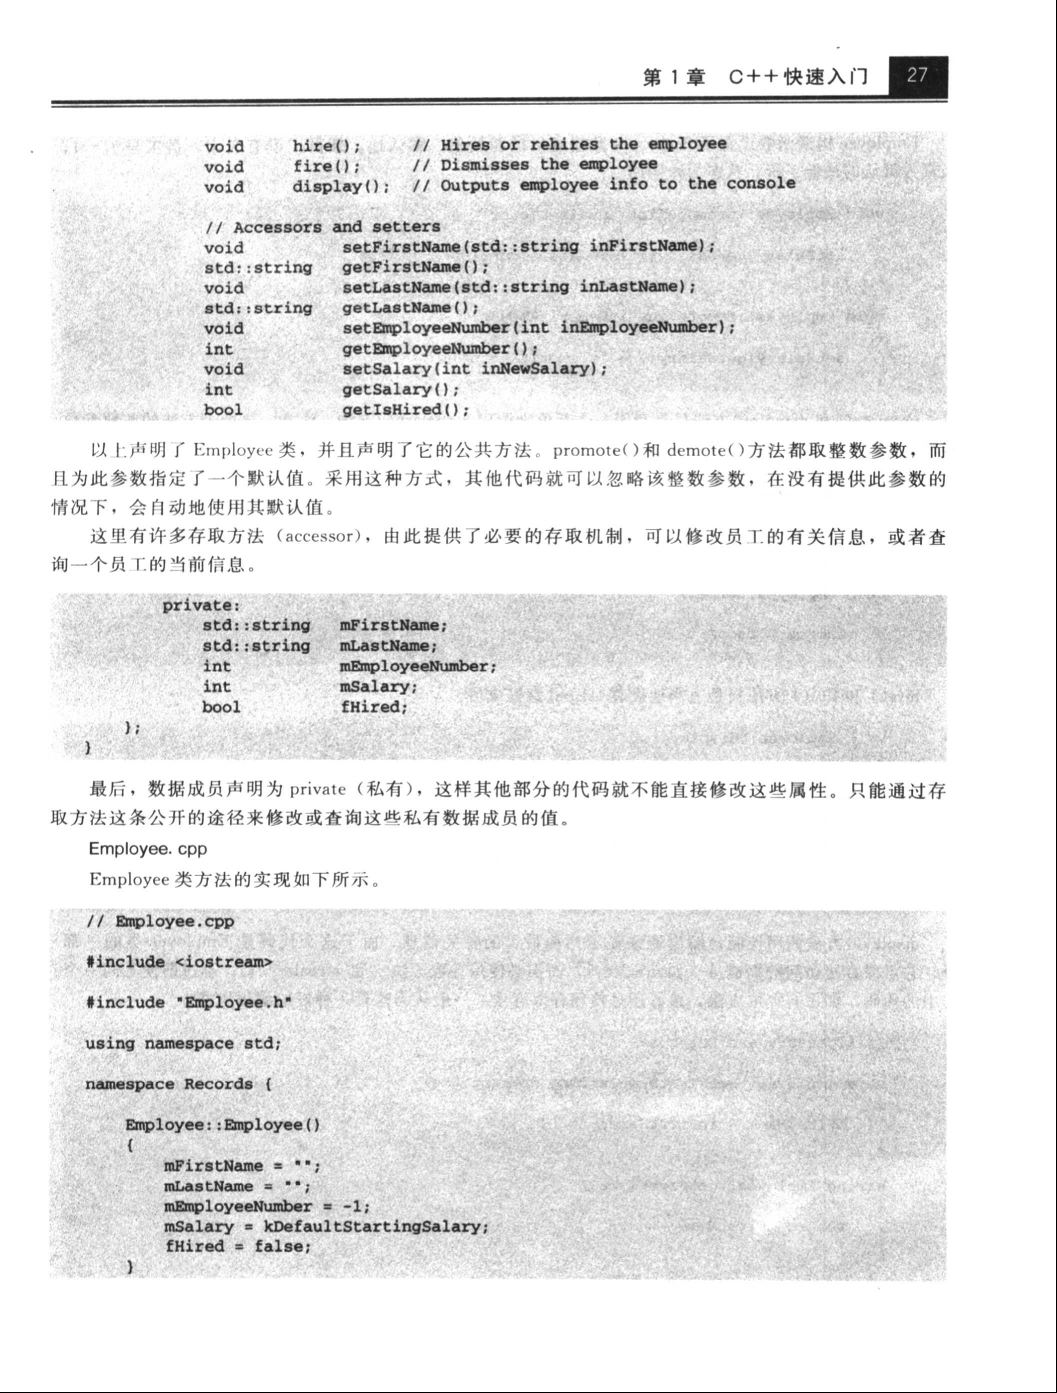 第 1 章 C++快速入门 27
void hire(); // Hires or rehires the employee
void fire(); // Dismisses the employee
void display(); // Outputs employee info to the console
// Accessors and setters
void setFirstName(std::string inFirstName);
std::string getFirstName();
void setLastName(std::string inLastName);
std::string getLastName();
void setEmployeeNumber(int inEmployeeNumber);
int getEmployeeNumber();
void setSalary(int inNewSalary);
int getSalary();
bool getIsHired();
以上声明了 Employee 类，并且声明了它的公共方法。promote()和 demote()方法都取整数参数，而
且为此参数指定了一个默认值。采用这种方式，其他代码就可以忽略该整数参数，在没有提供此参数的
情况下，会自动地使用其默认值。
这里有许多存取方法（accessor），由此提供了必要的存取机制，可以修改员工的有关信息，或者查
询一个员工的当前信息。
private:
std::string mFirstName;
std::string mLastName;
int mEmployeeNumber;
int mSalary;
bool fHired;
};
}
最后，数据成员声明为 private（私有），这样其他部分的代码就不能直接修改这些属性。只能通过存
取方法这条公开的途径来修改或查询这些私有数据成员的值。
Employee. cpp
Employee 类方法的实现如下所示。
// Employee.cpp
#include <iostream>
#include "Employee.h"
using namespace std;
namespace Records {
Employee::Employee()
{
mFirstName = "";
mLastName = "";
mEmployeeNumber = -1;
mSalary = kDefaultStartingSalary;
fHired = false;
}